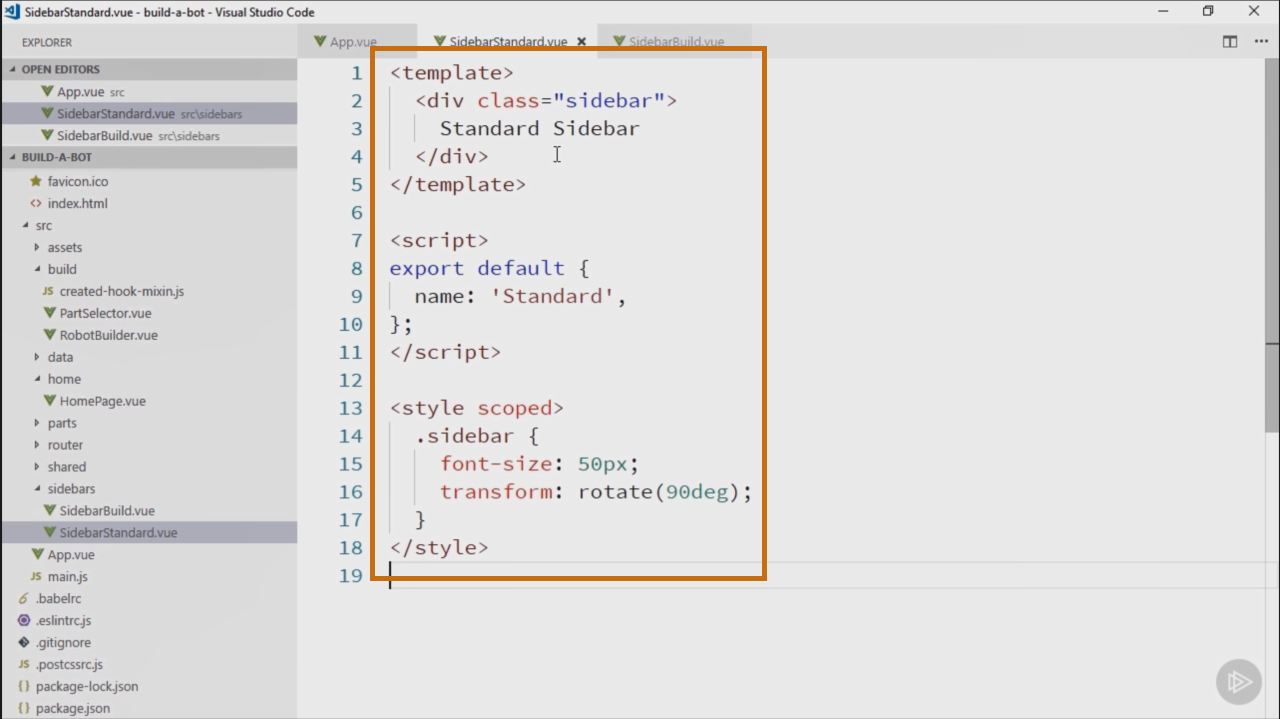 SidebarStandard.vue - build-a-bot - Visual Studio Code
EXPLORER
OPEN EDITORS
App.vue src
SidebarStandard.vue src\sidebars
SidebarBuild.vue src\sidebars
BUILD-A-BOT
favicon.ico
index.html
src
assets
build
JS created-hook-mixin.js
PartSelector.vue
RobotBuilder.vue
data
home
HomePage.vue
parts
router
shared
sidebars
SidebarBuild.vue
SidebarStandard.vue
App.vue
JS main.js
.babelrc
.eslintrc.js
.gitignore
JS .postcssrc.js
{} package-lock.json
{} package.json
App.vue SidebarStandard.vue SidebarBuild.vue
1 <template>
2   <div class="sidebar">
3     Standard Sidebar
4   </div>
5 </template>
6
7 <script>
8 export default {
9   name: 'Standard',
10 };
11 </script>
12
13 <style scoped>
14   .sidebar {
15     font-size: 50px;
16     transform: rotate(90deg);
17   }
18 </style>
19